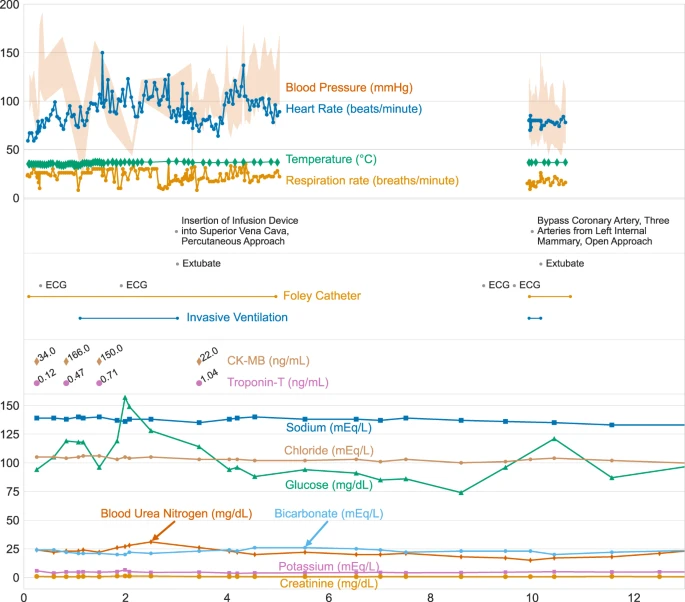 200
150
100
50
0
Blood Pressure (mmHg)
Heart Rate (beats/minute)
Temperature (°C)
Respiration rate (breaths/minute)
Insertion of Infusion Device
into Superior Vena Cava,
Percutaneous Approach
Bypass Coronary Artery, Three
Arteries from Left Internal
Mammary, Open Approach
Extubate
Extubate
ECG
ECG
ECG
ECG
Foley Catheter
Invasive Ventilation
34.0
166.0
150.0
22.0
CK-MB (ng/mL)
0.12
0.47
0.71
1.04
Troponin-T (ng/mL)
150
125
100
75
50
25
0
Sodium (mEq/L)
Chloride (mEq/L)
Glucose (mg/dL)
Blood Urea Nitrogen (mg/dL)
Bicarbonate (mEq/L)
Potassium (mEq/L)
Creatinine (mg/dL)
0 2 4 6 8 10 12